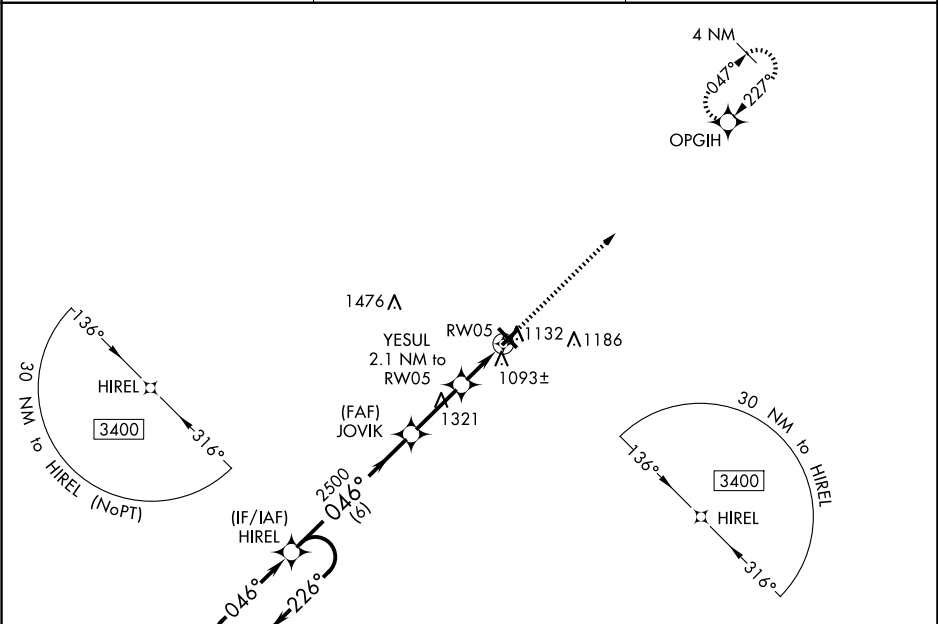 4 NM
047°
227°
OPGIH
1476
RW05
1132
1186
YESUL
2.1 NM to
RW05
1093±
1321
(FAF)
JOVIK
136°
HIREL
3400
316°
30 NM to HIREL (NoPT)
30 NM to HIREL
136°
3400
HIREL
316°
2500
046°
(6)
(IF/IAF)
HIREL
046°
226°